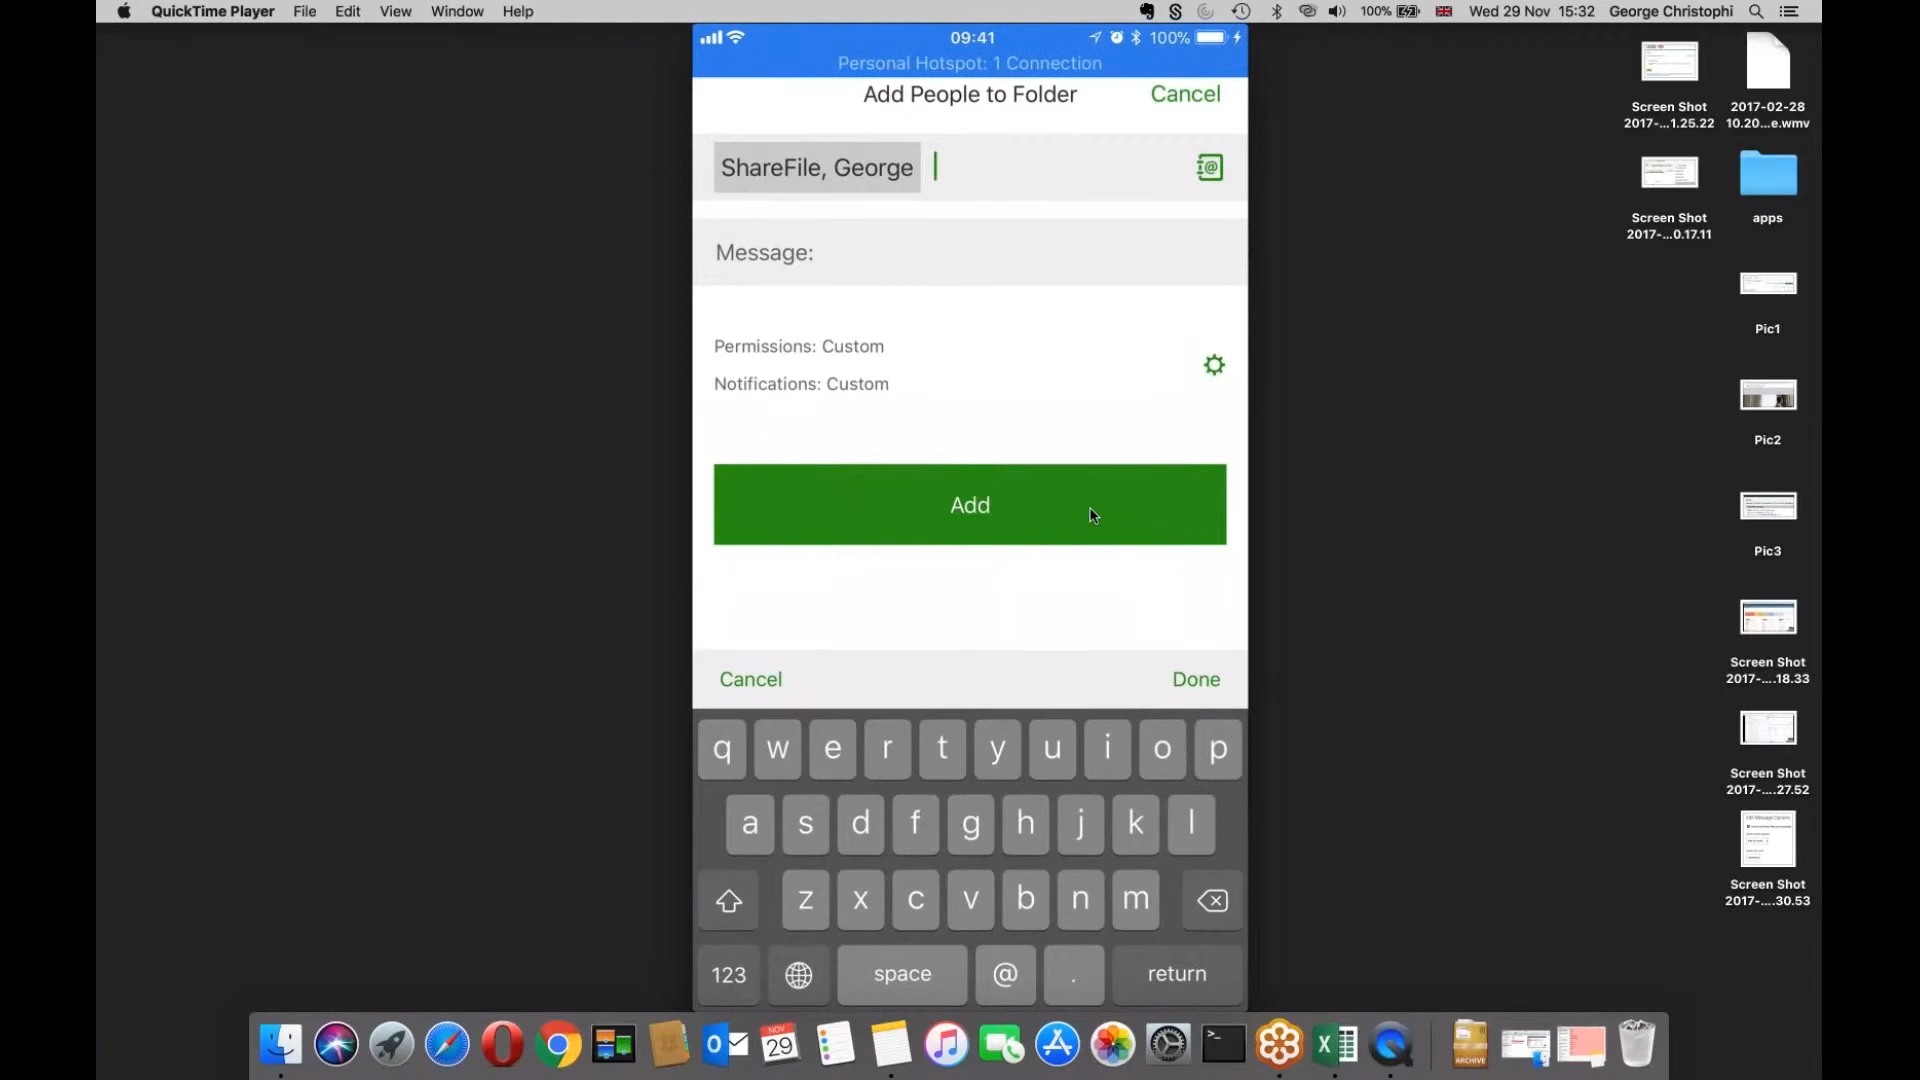 QuickTime Player File Edit View Window Help 100% Wed 29 Nov 15:32 George Christophi
09:41 100%
Personal Hotspot: 1 Connection
Add People to Folder Cancel
ShareFile, George
Message:
Permissions: Custom
Notifications: Custom
Add
Cancel Done
q w e r t y u i o p
a s d f g h j k l
z x c v b n m
123 space @ . return
Screen Shot
2017-...1.25.22
2017-02-28
10.20...e.wmv
Screen Shot
2017-...0.17.11
apps
Pic1
Pic2
Pic3
Screen Shot
2017-....18.33
Screen Shot
2017-....27.52
Screen Shot
2017-....30.53
NOV
29
ARCHIVE